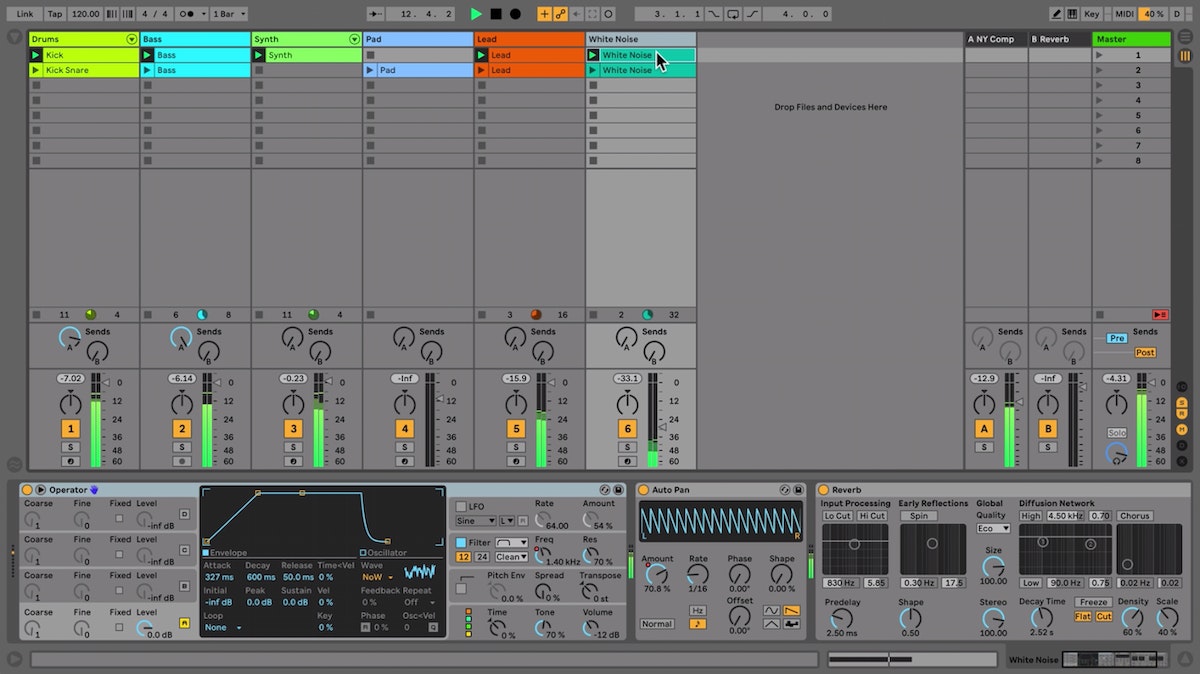 Link Tap 120.00 4 / 4 1 Bar 12. 4. 2 3. 1. 1 4. 0. 0 Key MIDI 40 % D
Drums Bass Synth Pad Lead White Noise A NY Comp B Reverb Master
Kick Bass Synth Lead White Noise 1
Kick Snare Bass Pad Lead White Noise 2
3
Drop Files and Devices Here
4
5
6
7
8
11 4 6 8 11 4 3 16 2 32
Sends Sends Sends Sends Sends Sends Sends Sends Sends
A A A A A A A A Pre
B B B B B B B B Post
-7.02 -6.14 -0.23 -Inf -15.9 -33.1 -12.9 -Inf -4.31
0 0 0 0 0 0 0 0 0
12 12 12 12 12 12 12 12 12
24 24 24 24 24 24 24 24 24
1 2 3 4 5 6 A B
36 36 36 36 36 36 36 36 36
S S S S S S S S Solo
48 48 48 48 48 48 48 48 48
60 60 60 60 60 60 60 60 60
Operator
Coarse Fine Fixed Level
1 0 -inf dB D
Coarse Fine Fixed Level
1 0 -inf dB C
Coarse Fine Fixed Level
1 0 -inf dB B
Coarse Fine Fixed Level
1 0 0.0 dB A
Envelope Oscillator
Attack Decay Release Time<Vel Wave
327 ms 600 ms 50.0 ms 0 % NoW
Initial Peak Sustain Vel Feedback Repeat
-inf dB 0.0 dB 0.0 dB 0 % 0 % Off
Loop Key Phase Osc<Vel
None 0 % R 0 % 0 Q
LFO Rate Amount
Sine L R 64.00 54 %
Filter Freq Res
12 24 Clean 1.40 kHz 70 %
Pitch Env Spread Transpose
0.0 % 0 % 0 st
Time Tone Volume
0 % 70 % -12 dB
Auto Pan
L
R
Amount Rate Phase Shape
70.8 % 1/16 0.00° 0.00 %
Hz Offset
Normal 0.00°
Reverb
Input Processing Early Reflections Global Diffusion Network
Lo Cut Hi Cut Spin Quality High 4.50 kHz 0.70 Chorus
Eco
1 2
Size
100.00
830 Hz 5.85 0.30 Hz 17.5 Low 90.0 Hz 0.75 0.02 Hz 0.02
Predelay Shape Stereo Decay Time Freeze Density Scale
Flat Cut
2.50 ms 0.50 100.00 2.52 s 60 % 40 %
White Noise